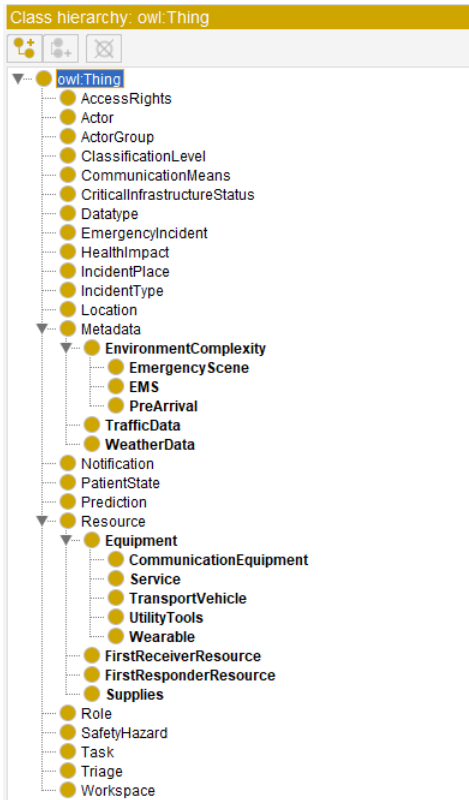 Class hierarchy: owl:Thing
owl:Thing
AccessRights
Actor
ActorGroup
ClassificationLevel
CommunicationMeans
CriticalInfrastructureStatus
Datatype
EmergencyIncident
HealthImpact
IncidentPlace
IncidentType
Location
Metadata
EnvironmentComplexity
EmergencyScene
EMS
PreArrival
TrafficData
WeatherData
Notification
PatientState
Prediction
Resource
Equipment
CommunicationEquipment
Service
TransportVehicle
UtilityTools
Wearable
FirstReceiverResource
FirstResponderResource
Supplies
Role
SafetyHazard
Task
Triage
Workspace